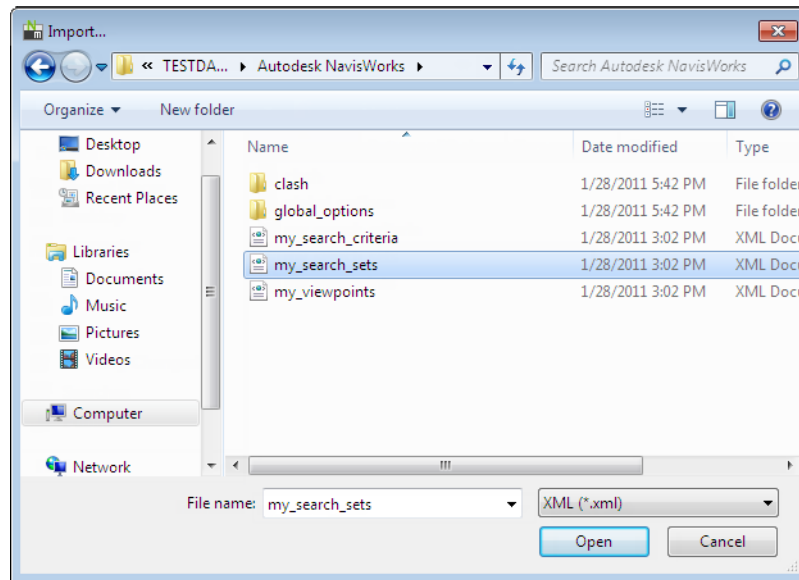 Import...
« TESTDA... Autodesk NavisWorks Search Autodesk NavisWorks
Organize New folder
Name Date modified Type
Desktop
Downloads
Recent Places
Libraries
Documents
Music
Pictures
Videos
Computer
Network
clash 1/28/2011 5:42 PM File folder
global_options 1/28/2011 5:42 PM File folder
my_search_criteria 1/28/2011 3:02 PM XML Docu
my_search_sets 1/28/2011 3:02 PM XML Docu
my_viewpoints 1/28/2011 3:02 PM XML Docu
File name: my_search_sets XML (*.xml)
Open Cancel